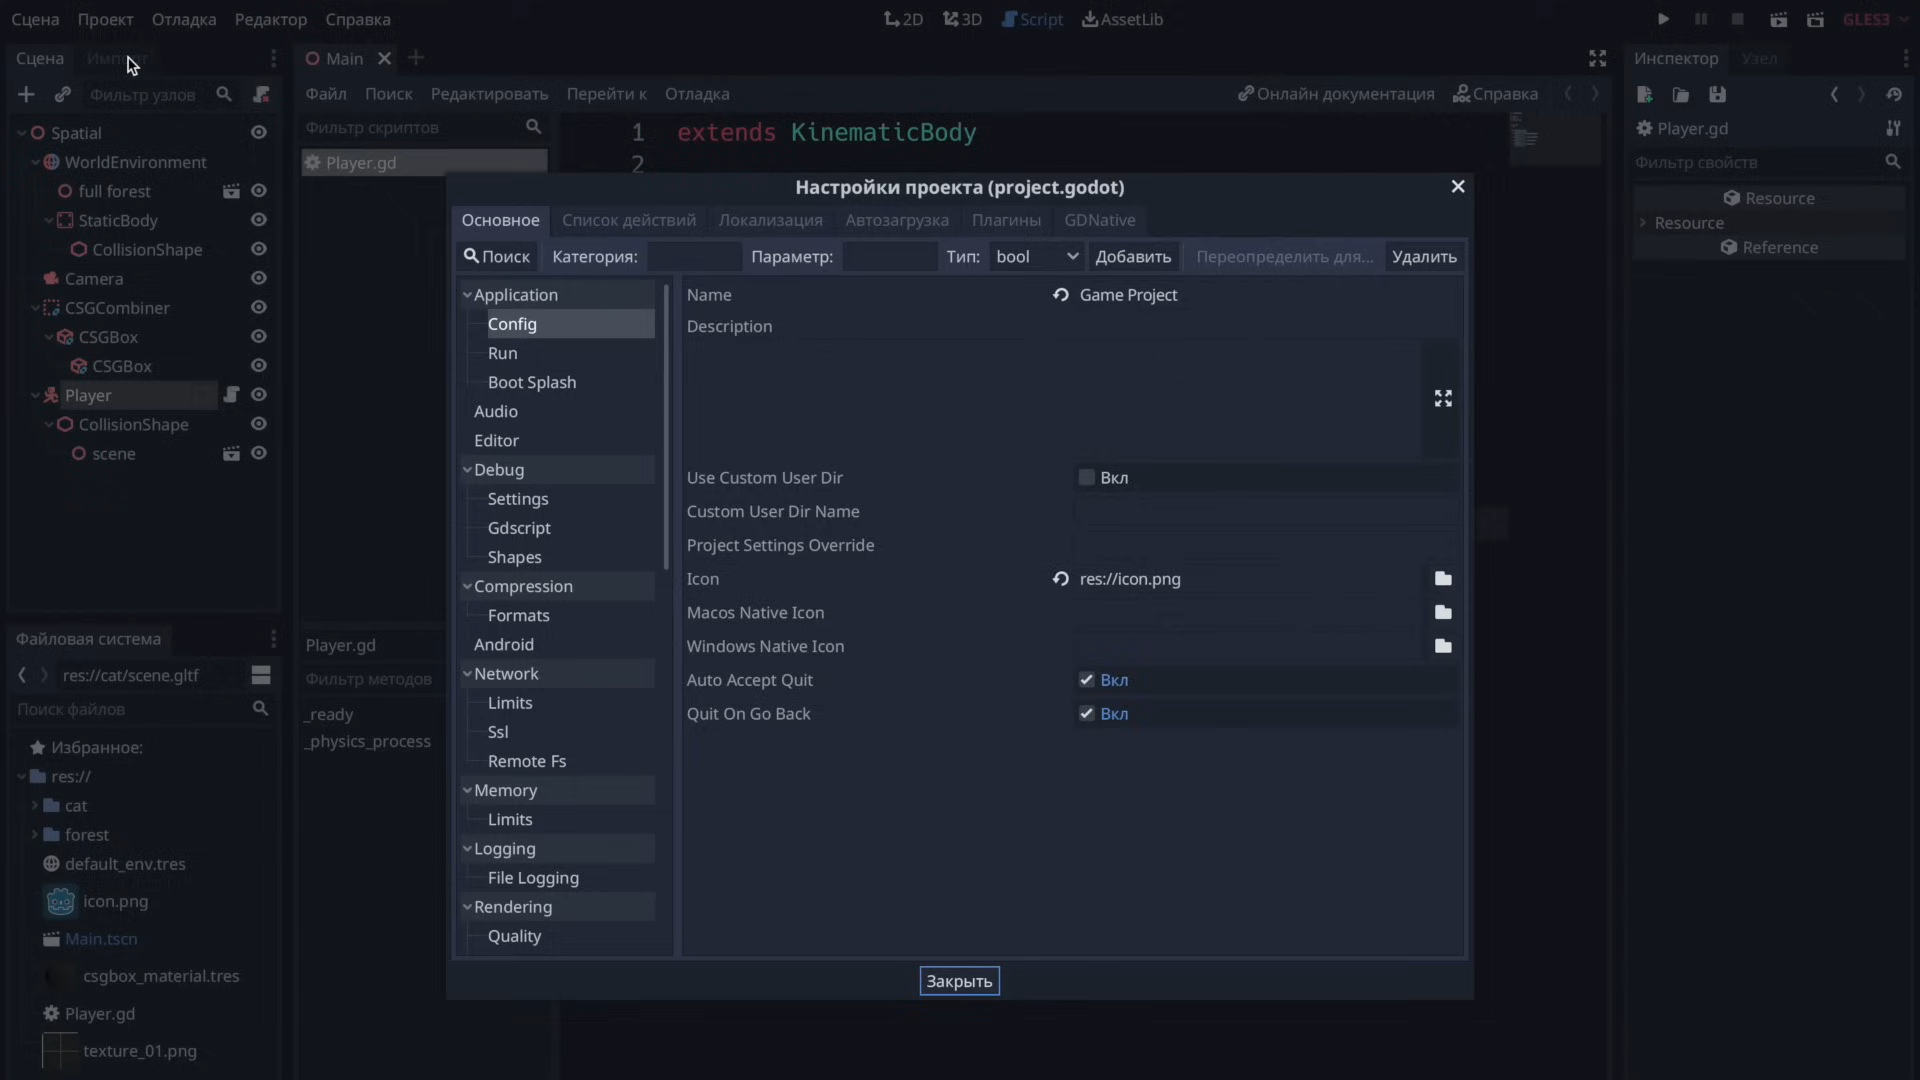 Сцена Проект Отладка Редактор Справка
2D 3D Script AssetLib
GLES3
Сцена Импорт
Фильтр узлов
Spatial
WorldEnvironment
full forest
StaticBody
CollisionShape
Camera
CSGCombiner
CSGBox
CSGBox
Player
CollisionShape
scene
Файловая система
res://cat/scene.gltf
Поиск файлов
Избранное:
res://
cat
forest
default_env.tres
icon.png
Main.tscn
csgbox_material.tres
Player.gd
texture_01.png
Main
Файл Поиск Редактировать Перейти к Отладка
Онлайн документация Справка
Фильтр скриптов
Player.gd
1 extends KinematicBody
2
Player.gd
Фильтр методов
_ready
_physics_process
Настройки проекта (project.godot)
Основное Список действий Локализация Автозагрузка Плагины GDNative
Поиск Категория: Параметр: Тип: bool Добавить Переопределить для... Удалить
Application
Config
Run
Boot Splash
Audio
Editor
Debug
Settings
Gdscript
Shapes
Compression
Formats
Android
Network
Limits
Ssl
Remote Fs
Memory
Limits
Logging
File Logging
Rendering
Quality
Name Game Project
Description
Use Custom User Dir Вкл
Custom User Dir Name
Project Settings Override
Icon res://icon.png
Macos Native Icon
Windows Native Icon
Auto Accept Quit Вкл
Quit On Go Back Вкл
Закрыть
Инспектор Узел
Player.gd
Фильтр свойств
Resource
Resource
Reference